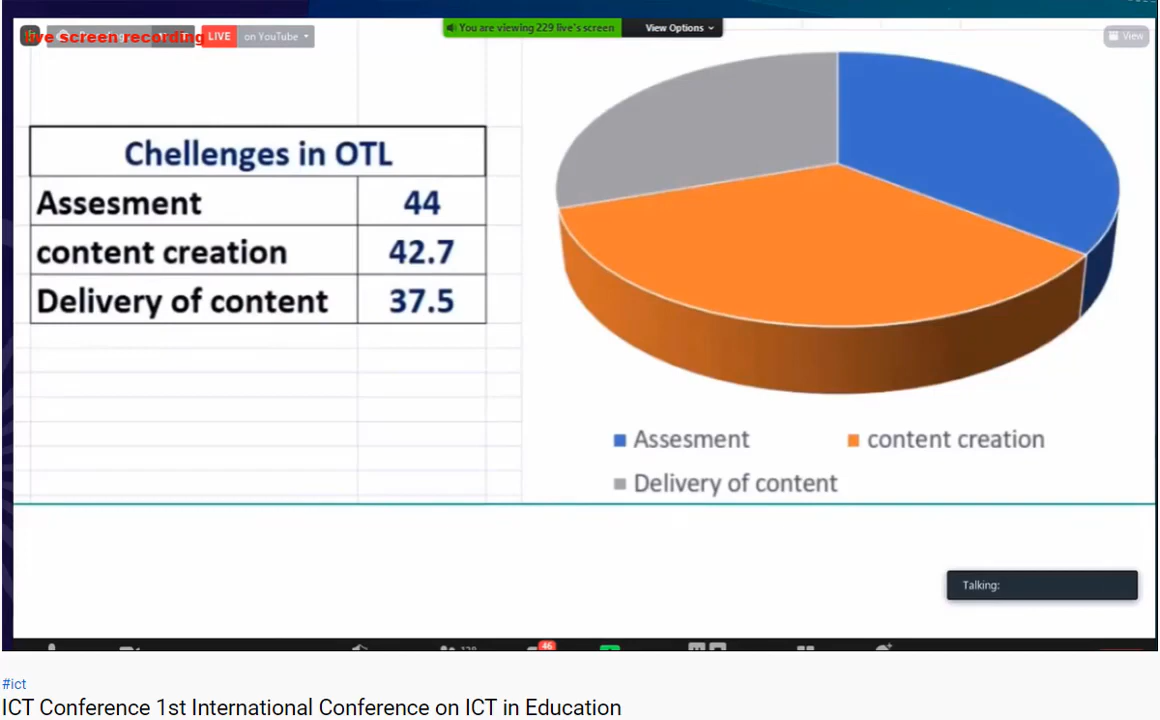 You are viewing 229 live's screen
View Options
live screen recording
LIVE
on YouTube
View
Chellenges in OTL
Assesment 44
content creation 42.7
Delivery of content 37.5
Assesment content creation
Delivery of content
Talking:
46
#ict
ICT Conference 1st International Conference on ICT in Education